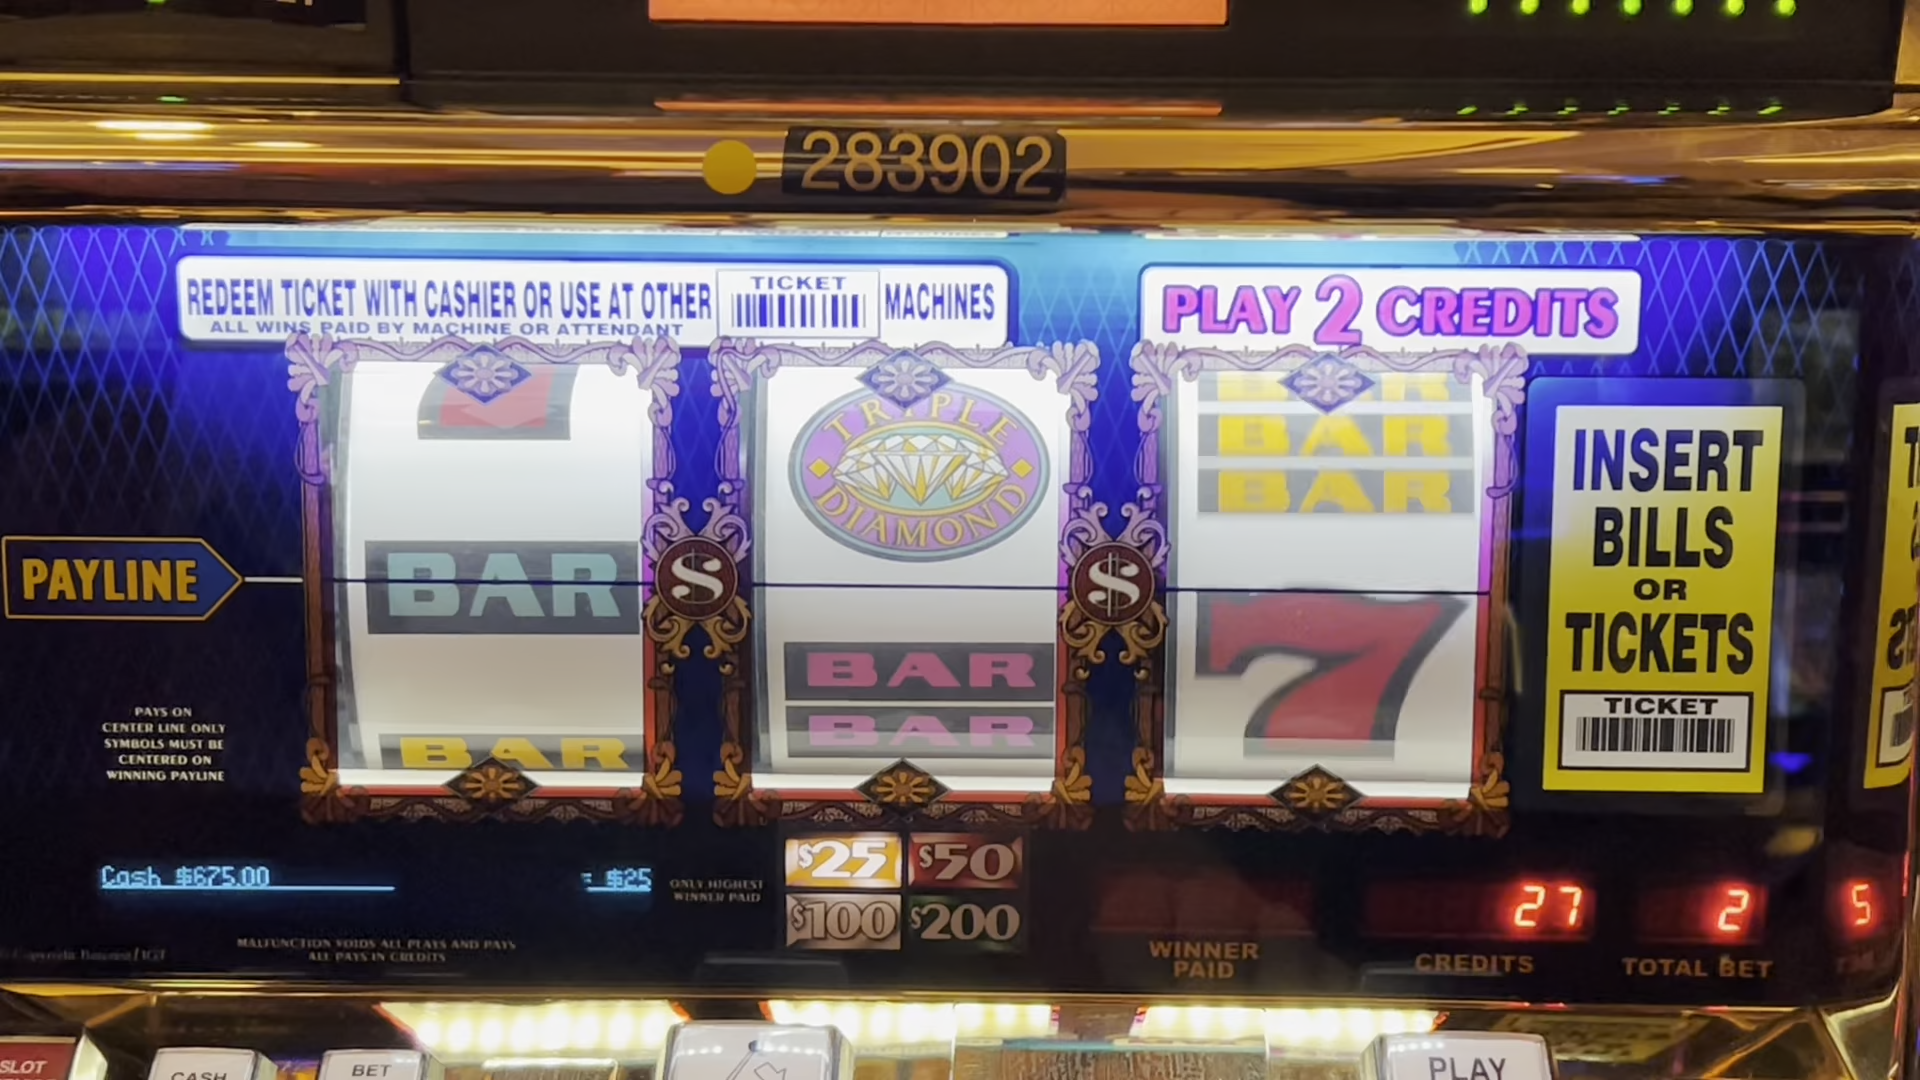 283902
REDEEM TICKET WITH CASHIER OR USE AT OTHER TICKET MACHINES
ALL WINS PAID BY MACHINE OR ATTENDANT
PLAY 2 CREDITS
TRIPLE
DIAMOND
BAR
BAR
BAR
INSERT
BILLS
OR
TICKETS
TICKET
PAYLINE
BAR
7
BAR
BAR
BAR
PAYS ON
CENTER LINE ONLY
SYMBOLS MUST BE
CENTERED ON
WINNING PAYLINE
$
$
Cash $675.00
= $25
ONLY HIGHEST
WINNER PAID
$25 $50
$100 $200
27
2
5
WINNER
PAID
CREDITS
TOTAL BET
MALFUNCTION VOIDS ALL PLAYS AND PAYS
ALL PAYS IN CREDITS
SLOT
CASH
BET
PLAY